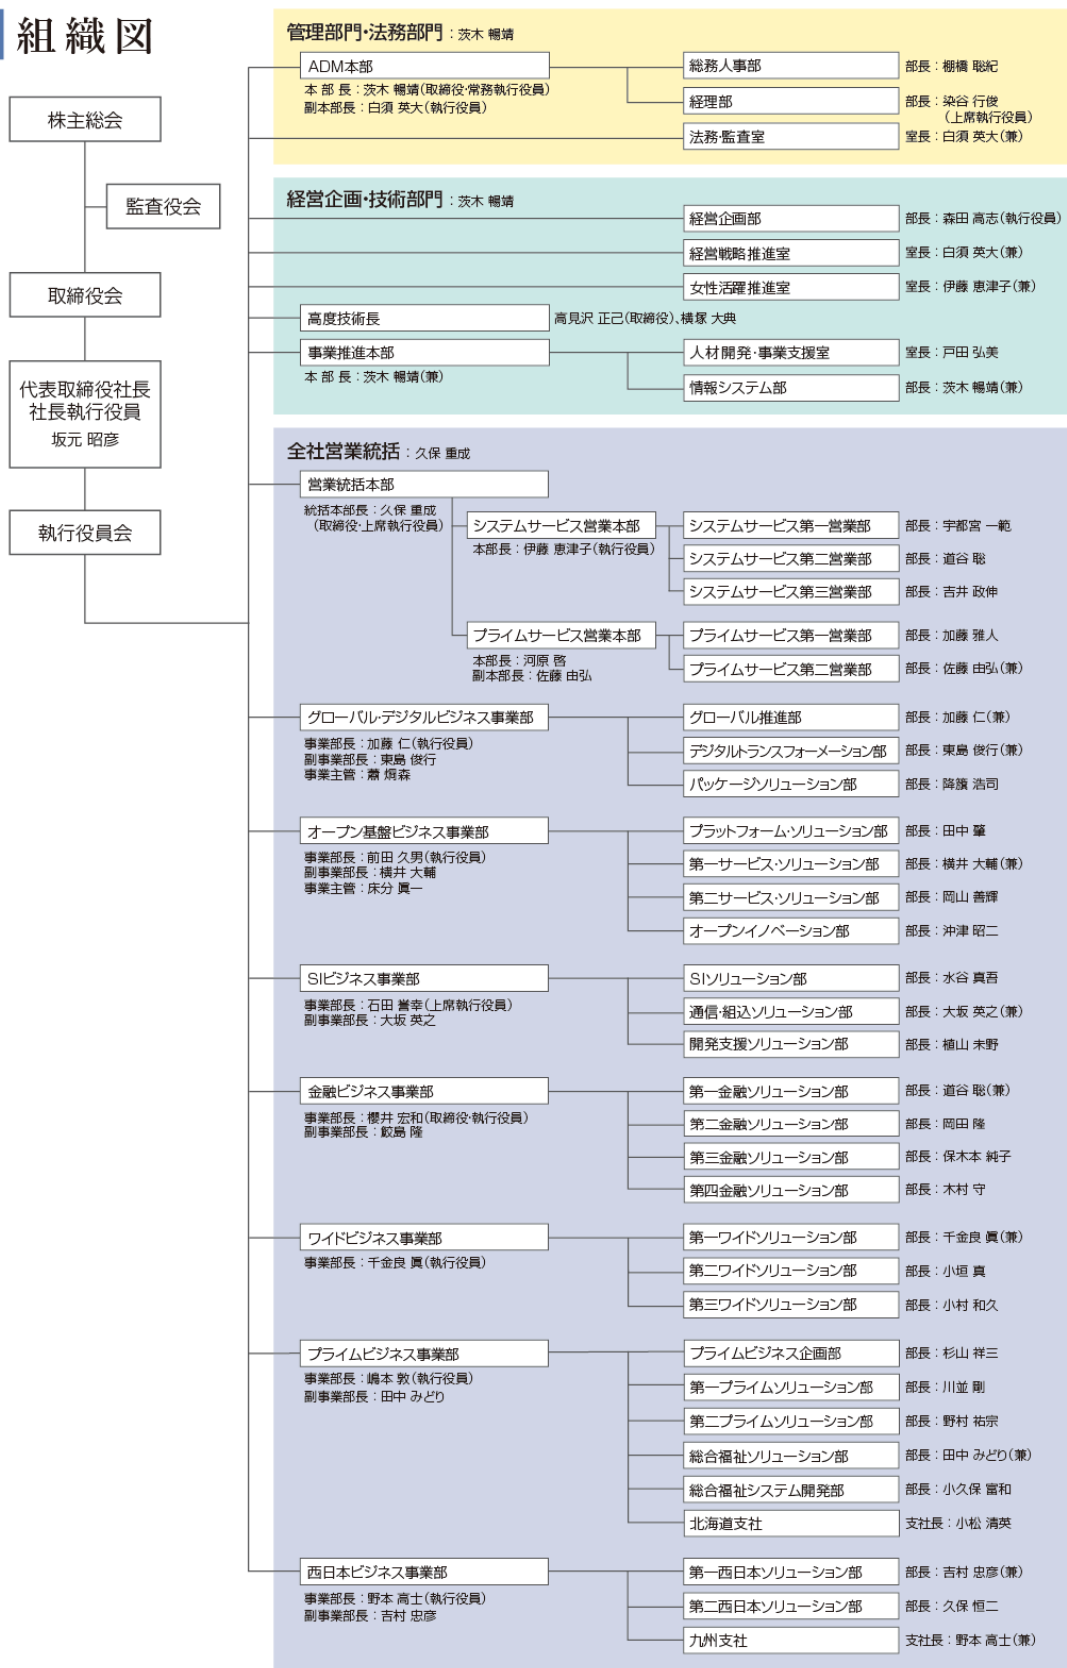 組織図
株主総会
監査役会
取締役会
代表取締役社長
社長執行役員
坂元 昭彦
執行役員会
管理部門・法務部門：茨木 暢靖
ADM本部
本 部 長：茨木 暢靖(取締役・常務執行役員)
副本部長：白須 英大(執行役員)
総務人事部 部長：棚橋 聡紀
経理部 部長：染谷 行俊
(上席執行役員)
法務・監査室 室長：白須 英大(兼)
経営企画・技術部門：茨木 暢靖
経営企画部 部長：森田 高志(執行役員)
経営戦略推進室 室長：白須 英大(兼)
女性活躍推進室 室長：伊藤 恵津子(兼)
高度技術長 高見沢 正己(取締役)、横塚 大典
事業推進本部
本 部 長：茨木 暢靖(兼)
人材開発・事業支援室 室長：戸田 弘美
情報システム部 部長：茨木 暢靖(兼)
全社営業統括：久保 重成
営業統括本部
統括本部長：久保 重成
(取締役・上席執行役員)
システムサービス営業本部
本部長：伊藤 恵津子(執行役員)
システムサービス第一営業部 部長：宇都宮 一範
システムサービス第二営業部 部長：道谷 聡
システムサービス第三営業部 部長：吉井 政伸
プライムサービス営業本部
本部長：河原 啓
副本部長：佐藤 由弘
プライムサービス第一営業部 部長：加藤 雅人
プライムサービス第二営業部 部長：佐藤 由弘(兼)
グローバル・デジタルビジネス事業部
事業部長：加藤 仁(執行役員)
副事業部長：東島 俊行
事業主管：蕭 烱森
グローバル推進部 部長：加藤 仁(兼)
デジタルトランスフォーメーション部 部長：東島 俊行(兼)
パッケージソリューション部 部長：降籏 浩司
オープン基盤ビジネス事業部
事業部長：前田 久男(執行役員)
副事業部長：横井 大輔
事業主管：床分 眞一
プラットフォーム・ソリューション部 部長：田中 肇
第一サービス・ソリューション部 部長：横井 大輔(兼)
第二サービス・ソリューション部 部長：岡山 善輝
オープンイノベーション部 部長：沖津 昭二
SIビジネス事業部
事業部長：石田 誉幸(上席執行役員)
副事業部長：大坂 英之
SIソリューション部 部長：水谷 真吾
通信・組込ソリューション部 部長：大坂 英之(兼)
開発支援ソリューション部 部長：植山 未野
金融ビジネス事業部
事業部長：櫻井 宏和(取締役・執行役員)
副事業部長：鮫島 隆
第一金融ソリューション部 部長：道谷 聡(兼)
第二金融ソリューション部 部長：岡田 隆
第三金融ソリューション部 部長：保木本 純子
第四金融ソリューション部 部長：木村 守
ワイドビジネス事業部
事業部長：千金良 眞(執行役員)
第一ワイドソリューション部 部長：千金良 眞(兼)
第二ワイドソリューション部 部長：小垣 真
第三ワイドソリューション部 部長：小村 和久
プライムビジネス事業部
事業部長：嶋本 敦(執行役員)
副事業部長：田中 みどり
プライムビジネス企画部 部長：杉山 祥三
第一プライムソリューション部 部長：川並 剛
第二プライムソリューション部 部長：野村 祐宗
総合福祉ソリューション部 部長：田中 みどり(兼)
総合福祉システム開発部 部長：小久保 富和
北海道支社 支社長：小松 清英
西日本ビジネス事業部
事業部長：野本 高士(執行役員)
副事業部長：吉村 忠彦
第一西日本ソリューション部 部長：吉村 忠彦(兼)
第二西日本ソリューション部 部長：久保 恒二
九州支社 支社長：野本 高士(兼)